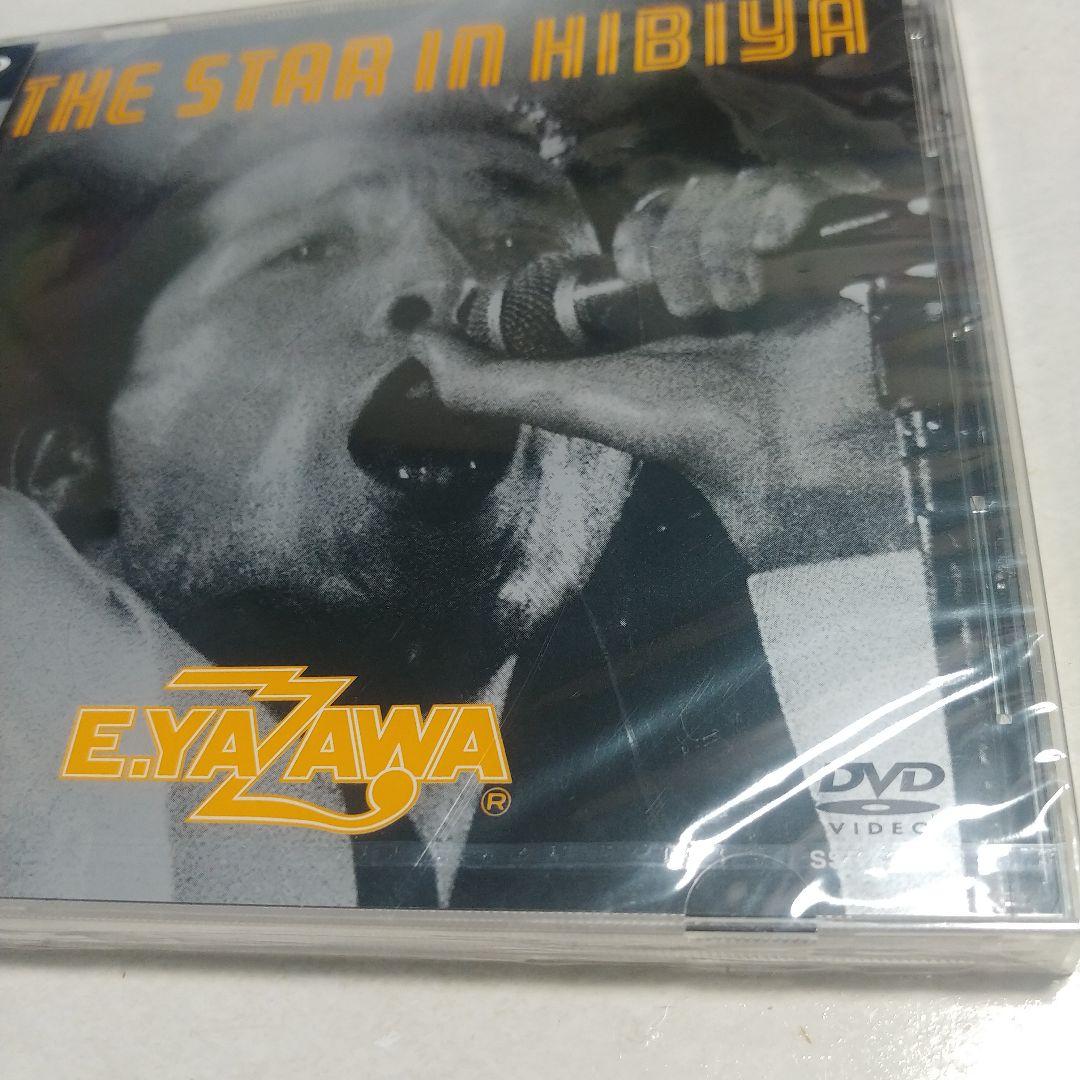 THE STAR IN HIBIYA
E.YAZAWA
®
DVD
VIDEO